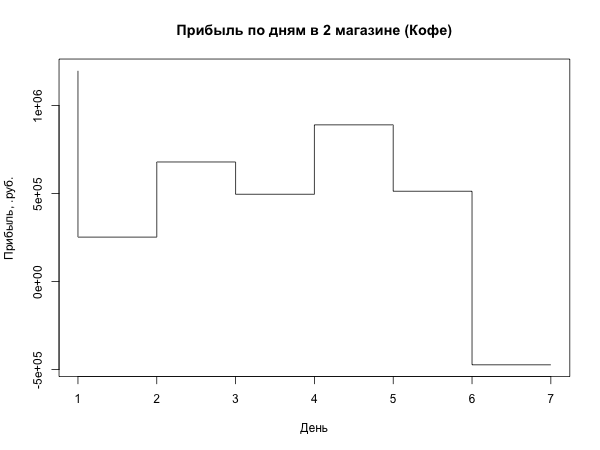 Прибыль по дням в 2 магазине (Кофе)
Прибыль, .руб.
1e+06
5e+05
0e+00
-5e+05
1 2 3 4 5 6 7
День